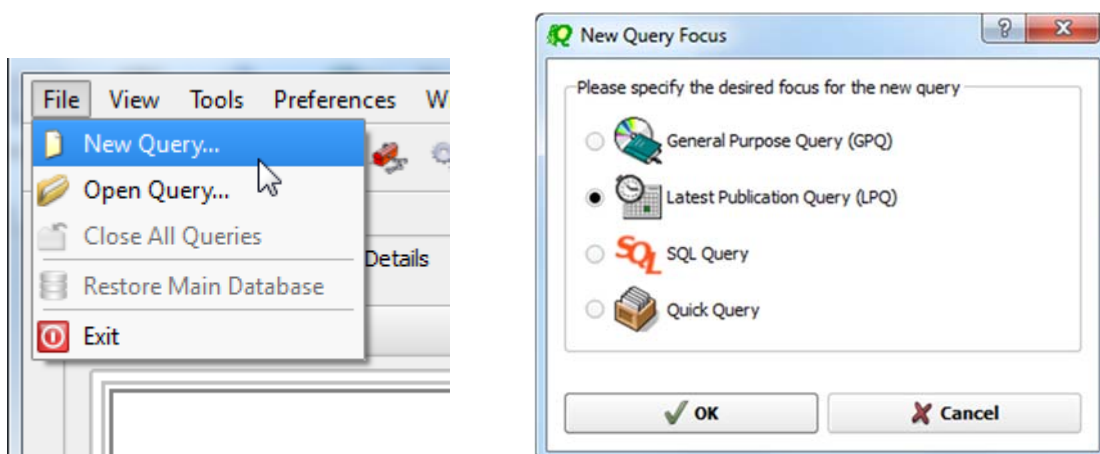 File View Tools Preferences W
New Query...
Open Query...
Close All Queries
Details
Restore Main Database
Exit
New Query Focus
Please specify the desired focus for the new query
General Purpose Query (GPQ)
Latest Publication Query (LPQ)
SQL SQL Query
Quick Query
OK Cancel